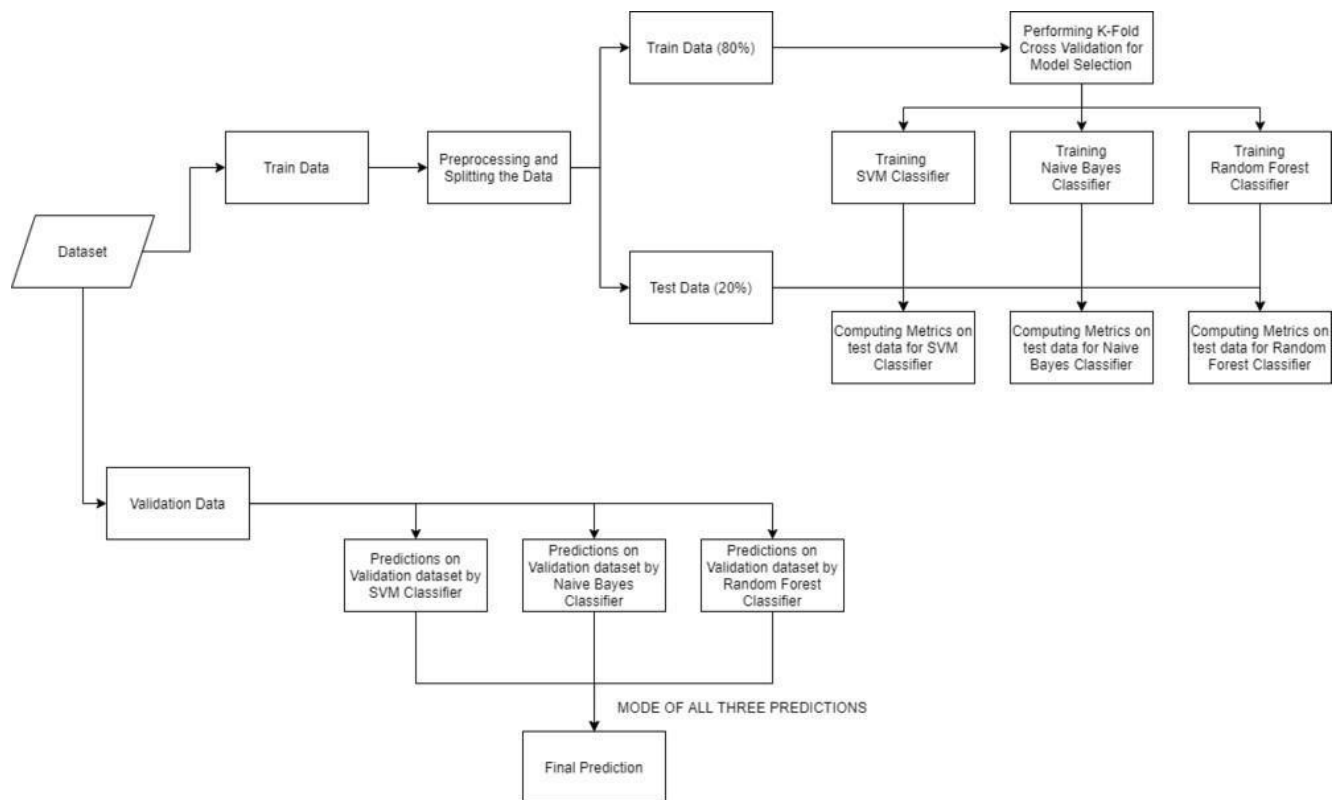 Train Data (80%)
Performing K-Fold
Cross Validation for
Model Selection
Train Data
Preprocessing and
Splitting the Data
Training
SVM Classifier
Training
Naive Bayes
Classifier
Training
Random Forest
Classifier
Dataset
Test Data (20%)
Computing Metrics on
test data for SVM
Classifier
Computing Metrics on
test data for Naive
Bayes Classifier
Computing Metrics on
test data for Random
Forest Classifier
Validation Data
Predictions on
Validation dataset by
SVM Classifier
Predictions on
Validation dataset by
Naive Bayes
Classifier
Predictions on
Validation dataset by
Random Forest
Classifier
MODE OF ALL THREE PREDICTIONS
Final Prediction